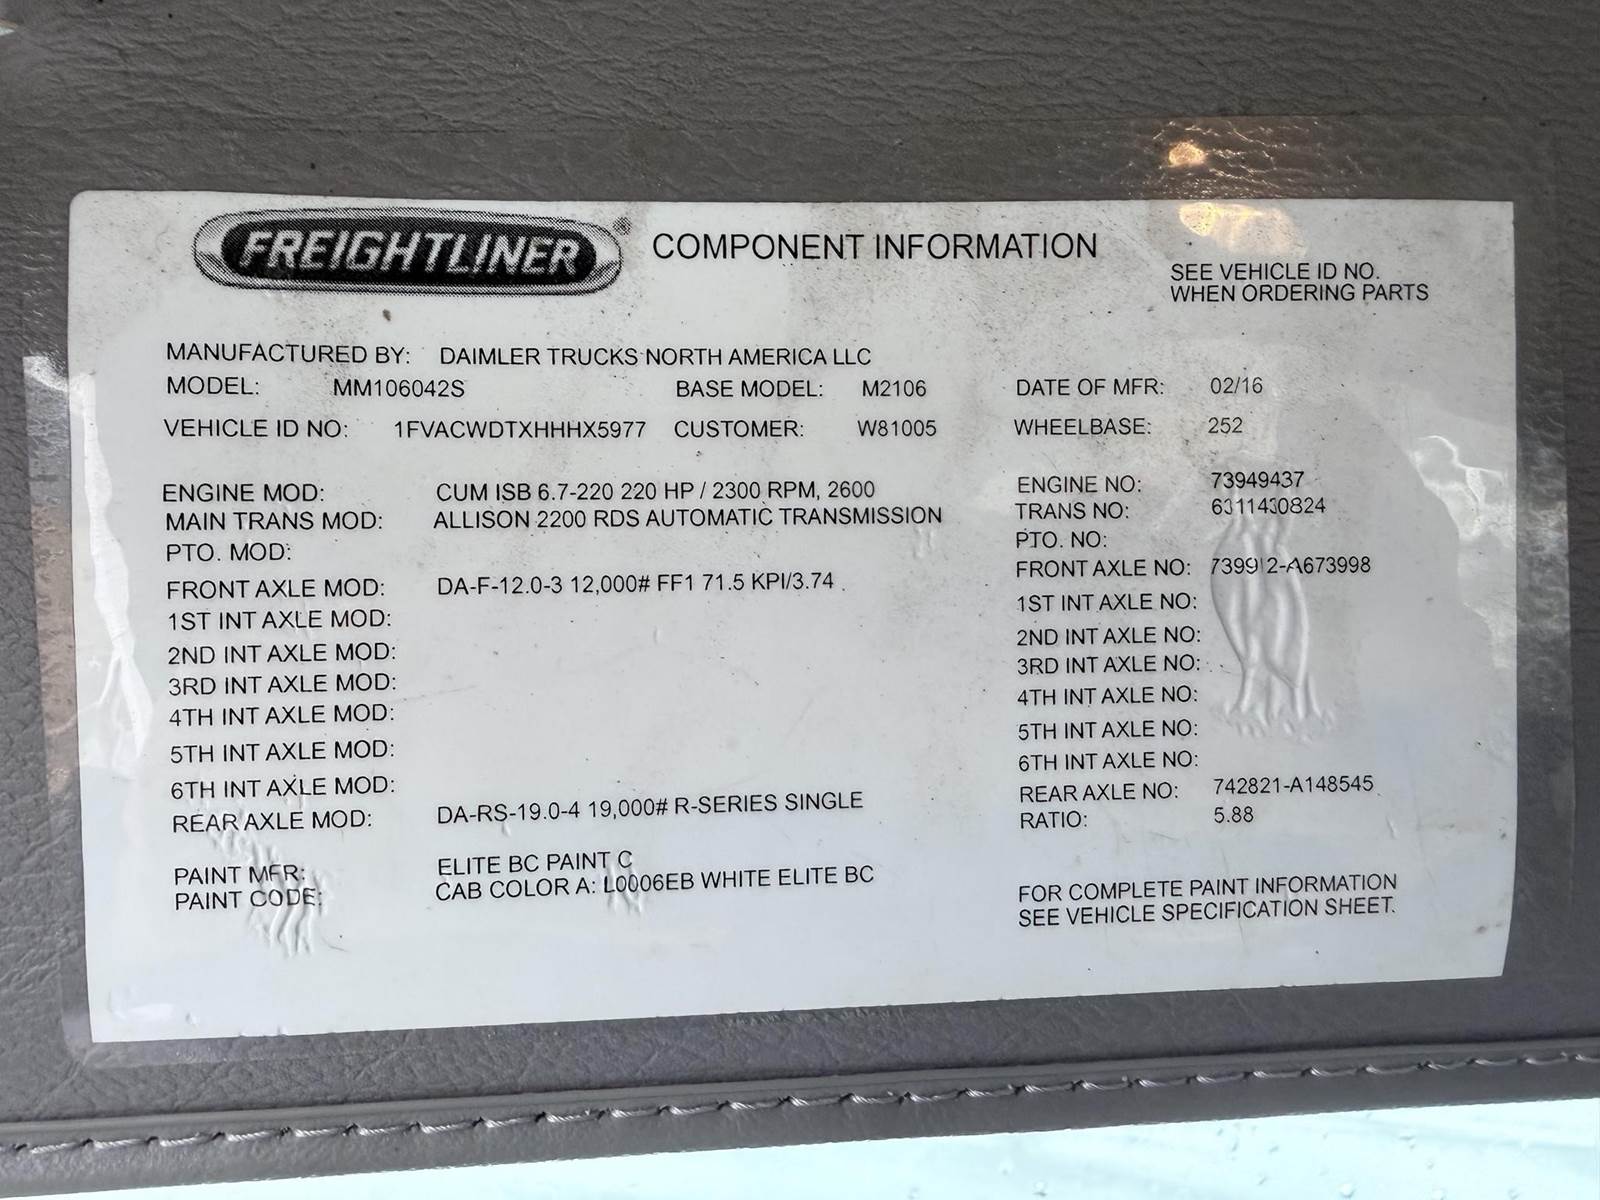 FREIGHTLINER® COMPONENT INFORMATION
SEE VEHICLE ID NO.
WHEN ORDERING PARTS
MANUFACTURED BY: DAIMLER TRUCKS NORTH AMERICA LLC
MODEL: MM106042S BASE MODEL: M2106 DATE OF MFR: 02/16
VEHICLE ID NO: 1FVACWDTXHHHX5977 CUSTOMER: W81005 WHEELBASE: 252
ENGINE MOD: CUM ISB 6.7-220 220 HP / 2300 RPM, 2600 ENGINE NO: 73949437
MAIN TRANS MOD: ALLISON 2200 RDS AUTOMATIC TRANSMISSION TRANS NO: 6311430824
PTO. MOD: PTO. NO:
FRONT AXLE MOD: DA-F-12.0-3 12,000# FF1 71.5 KPI/3.74 FRONT AXLE NO: 739912-A673998
1ST INT AXLE MOD: 1ST INT AXLE NO:
2ND INT AXLE MOD: 2ND INT AXLE NO:
3RD INT AXLE MOD: 3RD INT AXLE NO:
4TH INT AXLE MOD: 4TH INT AXLE NO:
5TH INT AXLE MOD: 5TH INT AXLE NO:
6TH INT AXLE MOD: 6TH INT AXLE NO:
REAR AXLE MOD: DA-RS-19.0-4 19,000# R-SERIES SINGLE REAR AXLE NO: 742821-A148545
RATIO: 5.88
PAINT MFR: ELITE BC PAINT C
PAINT CODE: CAB COLOR A: L0006EB WHITE ELITE BC
FOR COMPLETE PAINT INFORMATION
SEE VEHICLE SPECIFICATION SHEET.